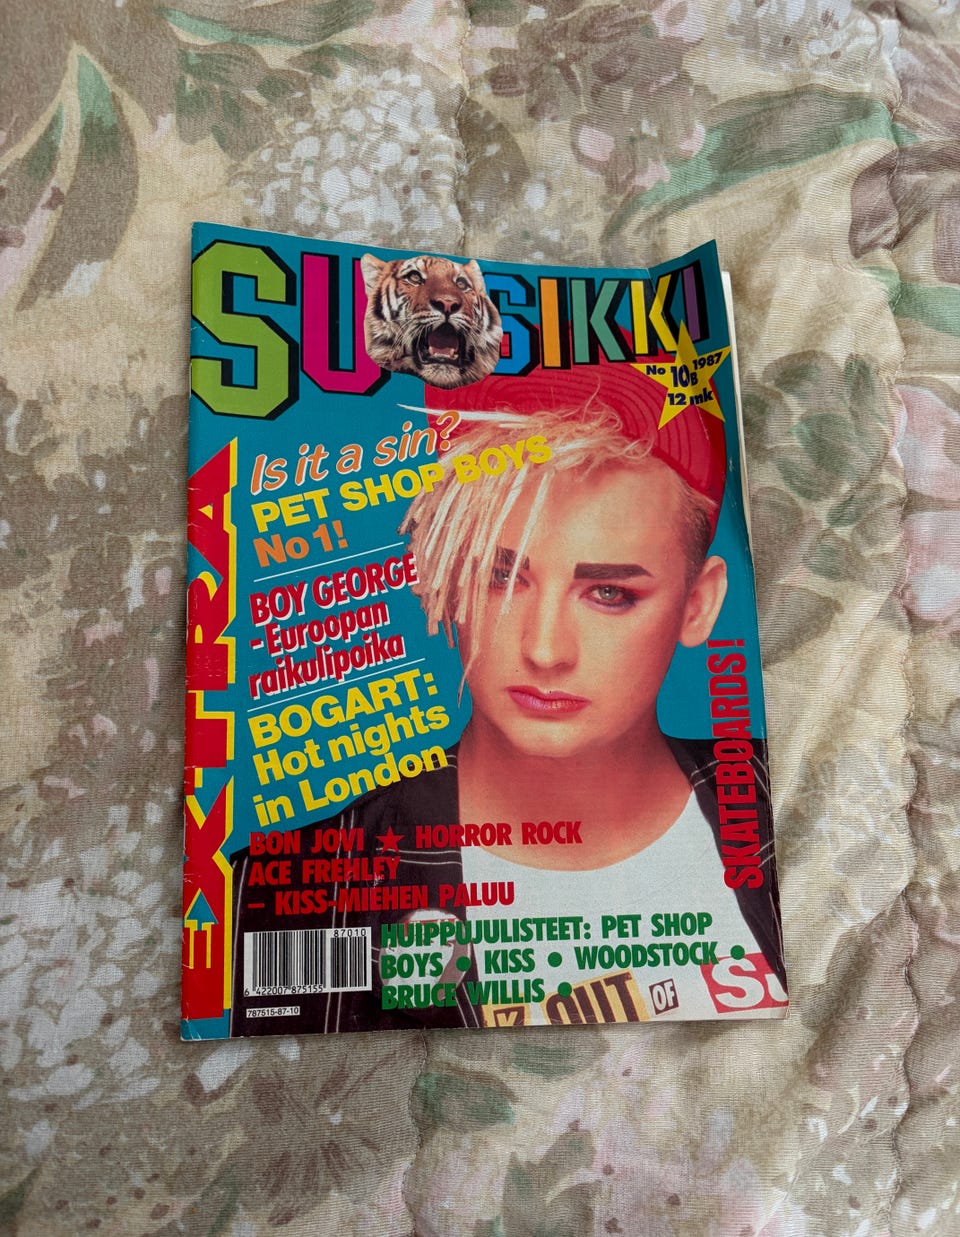 SUOSIKKI
No 10B 1987
12 mk
EXTRA
Is it a sin?
PET SHOP BOYS
No 1!
BOY GEORGE
-Euroopan
raikulipoika
BOGART:
Hot nights
in London
SKATEBOARDS!
BON JOVI ★ HORROR ROCK
ACE FREHLEY
– KISS-MIEHEN PALUU
HUIPPUJULISTEET: PET SHOP
BOYS • KISS • WOODSTOCK •
BRUCE WILLIS •
OUT OF
87010
6 422007 875155
787515-87-10